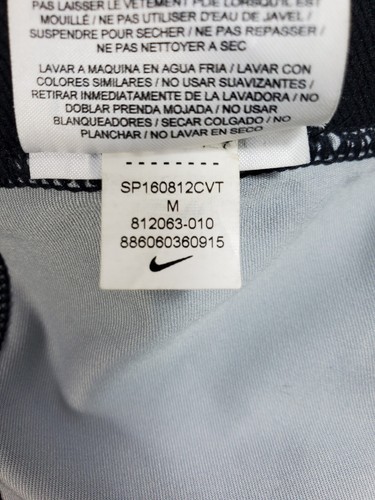 PAS LAISSER LE VÊTEMENT PLIÉ LORSQU'IL EST
MOUILLÉ / NE PAS UTILISER D'EAU DE JAVEL /
SUSPENDRE POUR SÉCHER / NE PAS REPASSER /
NE PAS NETTOYER A SEC
LAVAR A MAQUINA EN AGUA FRIA / LAVAR CON
COLORES SIMILARES / NO USAR SUAVIZANTES /
RETIRAR INMEDIATAMENTE DE LA LAVADORA / NO
DOBLAR PRENDA MOJADA / NO USAR
BLANQUEADORES / SECAR COLGADO / NO
PLANCHAR / NO LAVAR EN SECO
SP160812CVT
M
812063-010
886060360915